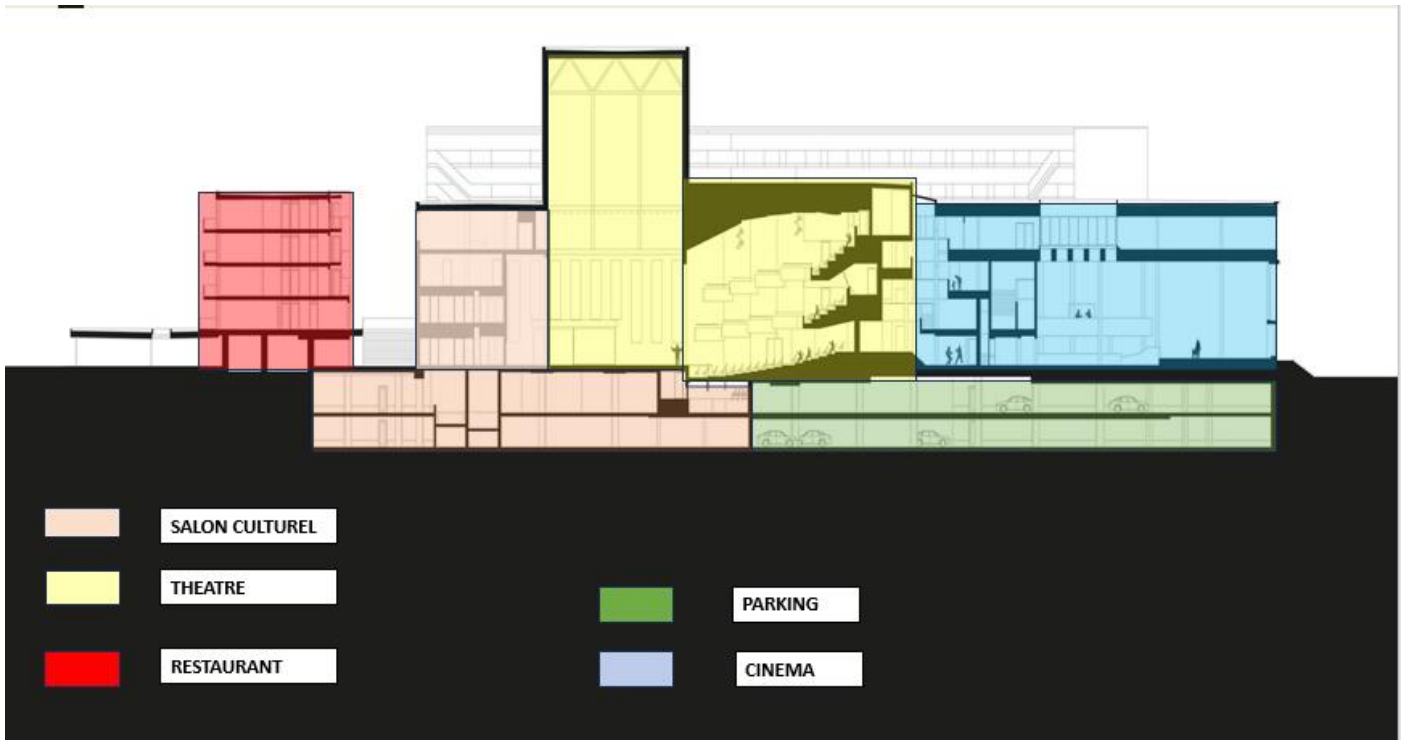 SALON CULTUREL
THEATRE
RESTAURANT
PARKING
CINEMA